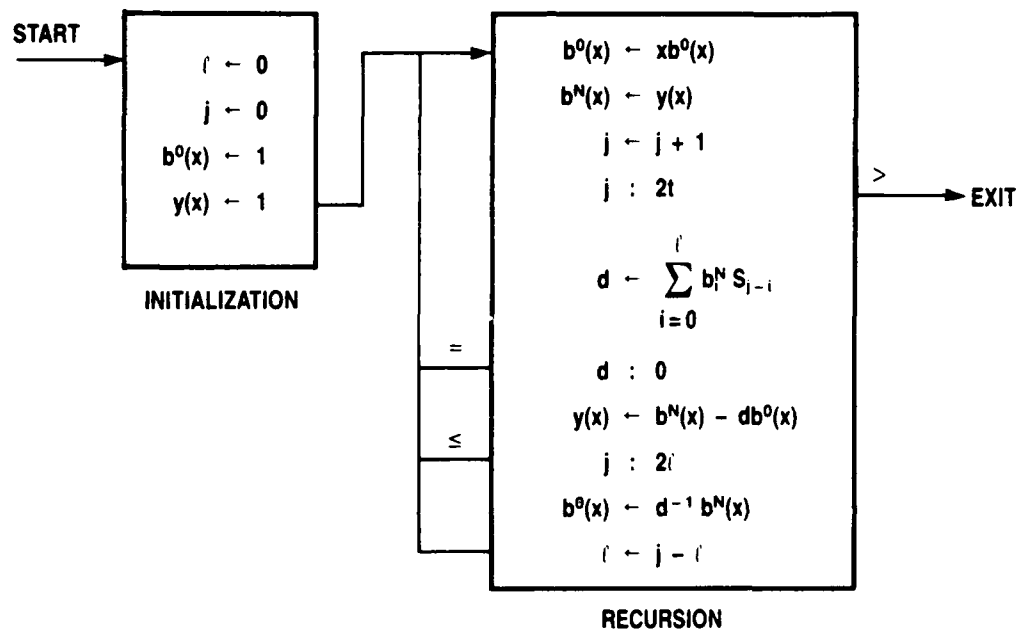 START
ℓ ← 0
j ← 0
b⁰(x) ← 1
y(x) ← 1
INITIALIZATION
b⁰(x) ← xb⁰(x)
bᴺ(x) ← y(x)
j ← j + 1
j : 2t
>
EXIT
ℓ
d ← ∑ bᵢᴺ Sⱼ₋ᵢ
i = 0
=
d : 0
y(x) ← bᴺ(x) − db⁰(x)
≤
j : 2ℓ
bᶿ(x) ← d⁻¹ bᴺ(x)
ℓ ← j − ℓ
RECURSION